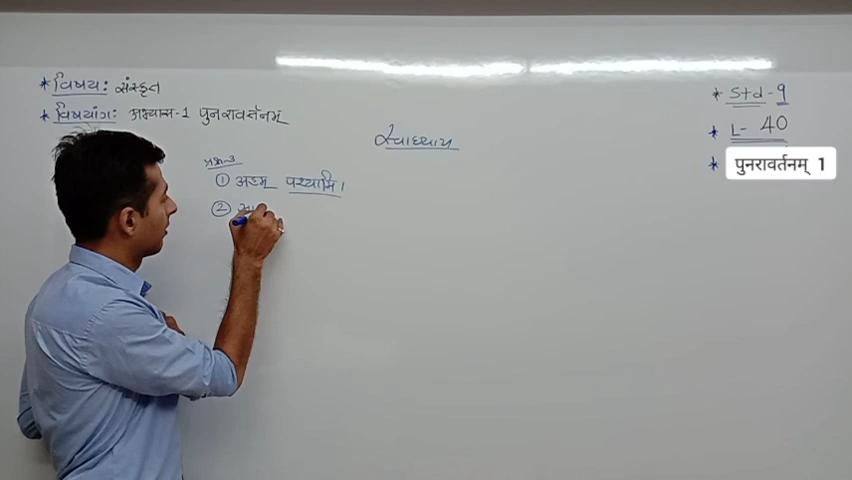 * विषय: संस्कृत
* विषयांग: अभ्यास-1 पुनरावर्तनम्
* Std - 9
* L- 40
* पुनरावर्तनम् 1
स्वाध्याय
प्रश्न-3
① अहम् पश्यामि।
②